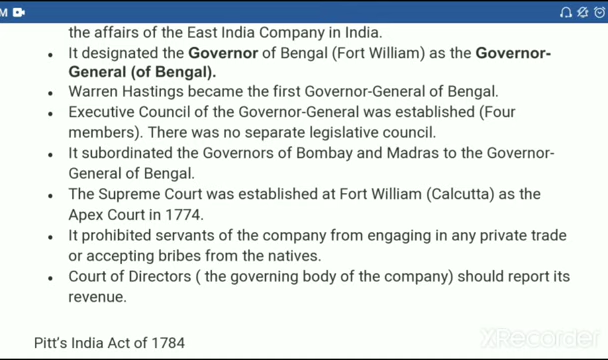 M
the affairs of the East India Company in India.
• It designated the Governor of Bengal (Fort William) as the Governor-
General (of Bengal).
• Warren Hastings became the first Governor-General of Bengal.
• Executive Council of the Governor-General was established (Four
members). There was no separate legislative council.
• It subordinated the Governors of Bombay and Madras to the Governor-
General of Bengal.
• The Supreme Court was established at Fort William (Calcutta) as the
Apex Court in 1774.
• It prohibited servants of the company from engaging in any private trade
or accepting bribes from the natives.
• Court of Directors ( the governing body of the company) should report its
revenue.
Pitt's India Act of 1784
XRecorder